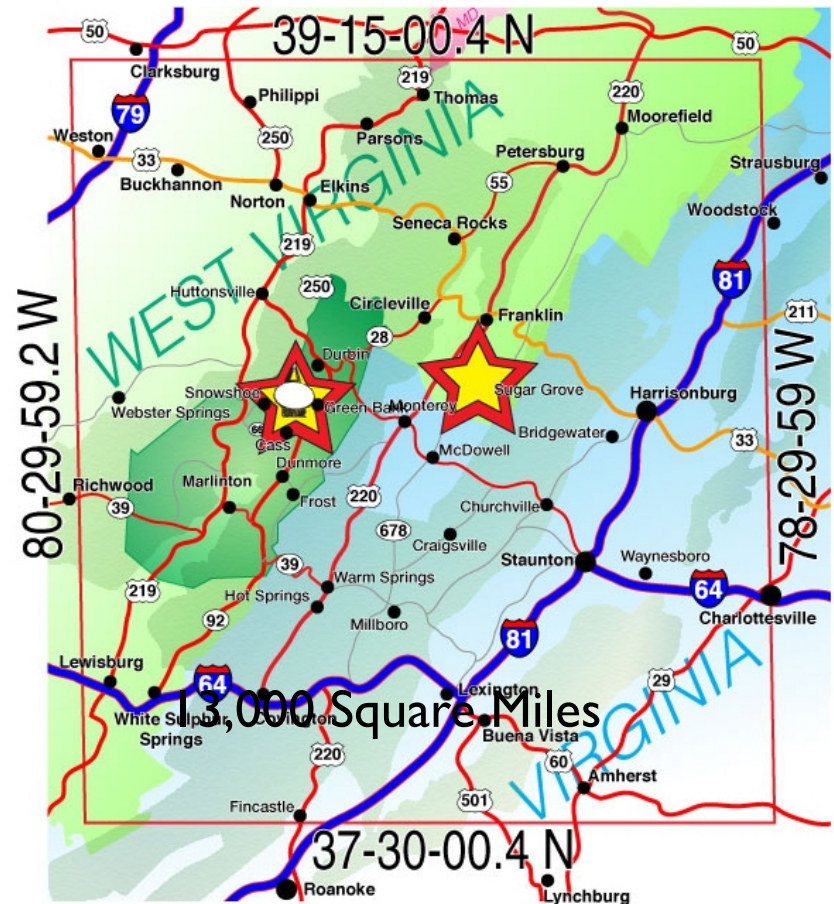 MD
50
39-15-00.4 N
50
Clarksburg
219
79
Philippi
Thomas
220
Moorefield
Weston
250
Parsons
33
Petersburg
Strausburg
Buckhannon
Elkins
55
Norton
Woodstock
WEST VIRGINIA
Seneca Rocks
219
81
Huttonsville
250
Circleville
211
Franklin
28
80-29-59.2 W
78-29-59 W
Durbin
Snowshoe
Sugar Grove
Harrisonburg
Webster Springs
Green Bank
Monterey
Bridgewater
66
Cass
33
McDowell
Dunmore
Richwood
Marlinton
39
Frost
220
Churchville
678
Craigsville
Staunton
Waynesboro
39
Warm Springs
64
219
Hot Springs
92
Millboro
Charlottesville
81
Lewisburg
64
29
Lexington
13,000 Square Miles
White Sulphur
Springs
Covington
Buena Vista
VIRGINIA
220
60
Amherst
501
Fincastle
37-30-00.4 N
Roanoke
Lynchburg